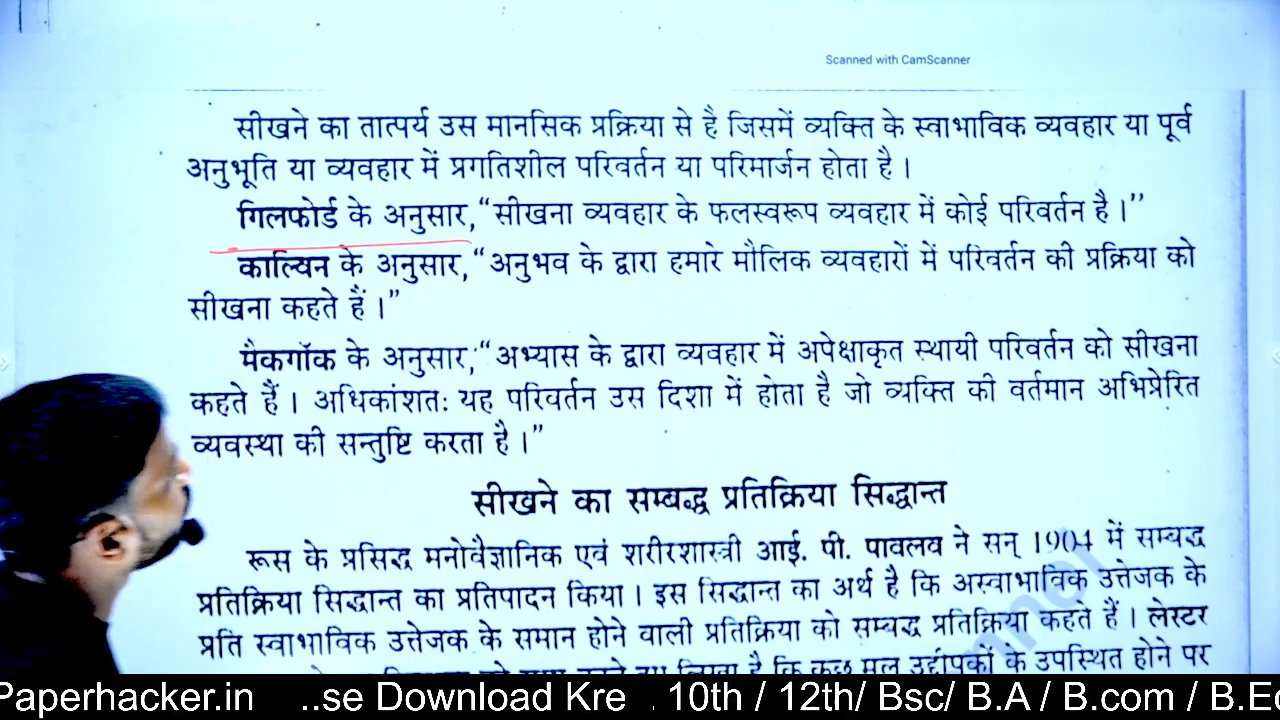 Scanned with CamScanner
सीखने का तात्पर्य उस मानसिक प्रक्रिया से है जिसमें व्यक्ति के स्वाभाविक व्यवहार या पूर्व
अनुभूति या व्यवहार में प्रगतिशील परिवर्तन या परिमार्जन होता है ।
गिलफोर्ड के अनुसार, “सीखना व्यवहार के फलस्वरूप व्यवहार में कोई परिवर्तन है ।’’
काल्विन के अनुसार, “अनुभव के द्वारा हमारे मौलिक व्यवहारों में परिवर्तन की प्रक्रिया को
सीखना कहते हैं ।”
मैकगॉक के अनुसार, “अभ्यास के द्वारा व्यवहार में अपेक्षाकृत स्थायी परिवर्तन को सीखना
कहते हैं । अधिकांशतः यह परिवर्तन उस दिशा में होता है जो व्यक्ति की वर्तमान अभिप्रेरित
व्यवस्था की सन्तुष्टि करता है ।”
सीखने का सम्बद्ध प्रतिक्रिया सिद्धान्त
रूस के प्रसिद्ध मनोवैज्ञानिक एवं शरीरशास्त्री आई. पी. पावलव ने सन् 1904 में सम्बद्ध
प्रतिक्रिया सिद्धान्त का प्रतिपादन किया । इस सिद्धान्त का अर्थ है कि अस्वाभाविक उत्तेजक के
प्रति स्वाभाविक उत्तेजक के समान होने वाली प्रतिक्रिया को सम्बद्ध प्रतिक्रिया कहते हैं । लेस्टर
है कि कुछ मूल उद्दीपकों के उपस्थित होने पर
Paperhacker.in ..se Download Kre . 10th / 12th/ Bsc/ B.A / B.com / B.Ed